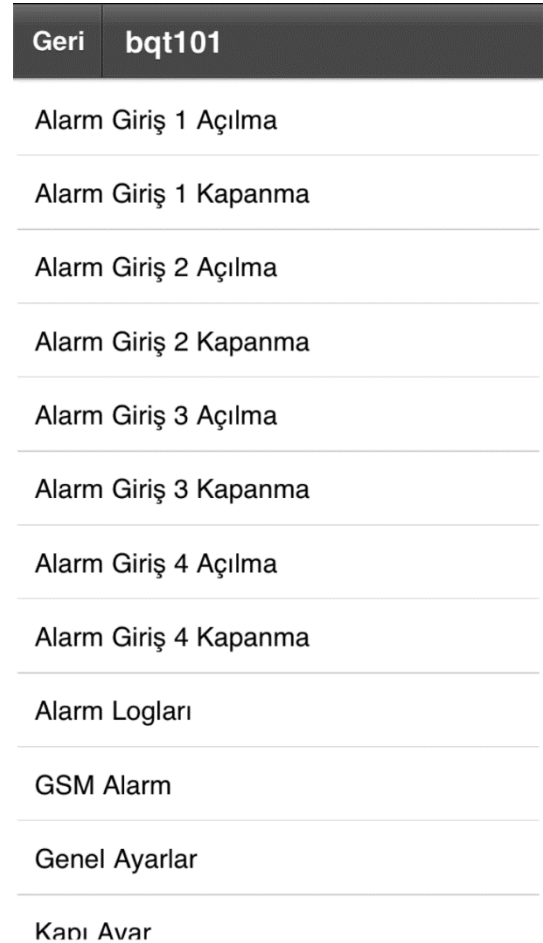 Geri bqt101
Alarm Giriş 1 Açılma
Alarm Giriş 1 Kapanma
Alarm Giriş 2 Açılma
Alarm Giriş 2 Kapanma
Alarm Giriş 3 Açılma
Alarm Giriş 3 Kapanma
Alarm Giriş 4 Açılma
Alarm Giriş 4 Kapanma
Alarm Logları
GSM Alarm
Genel Ayarlar
Kapı Ayar